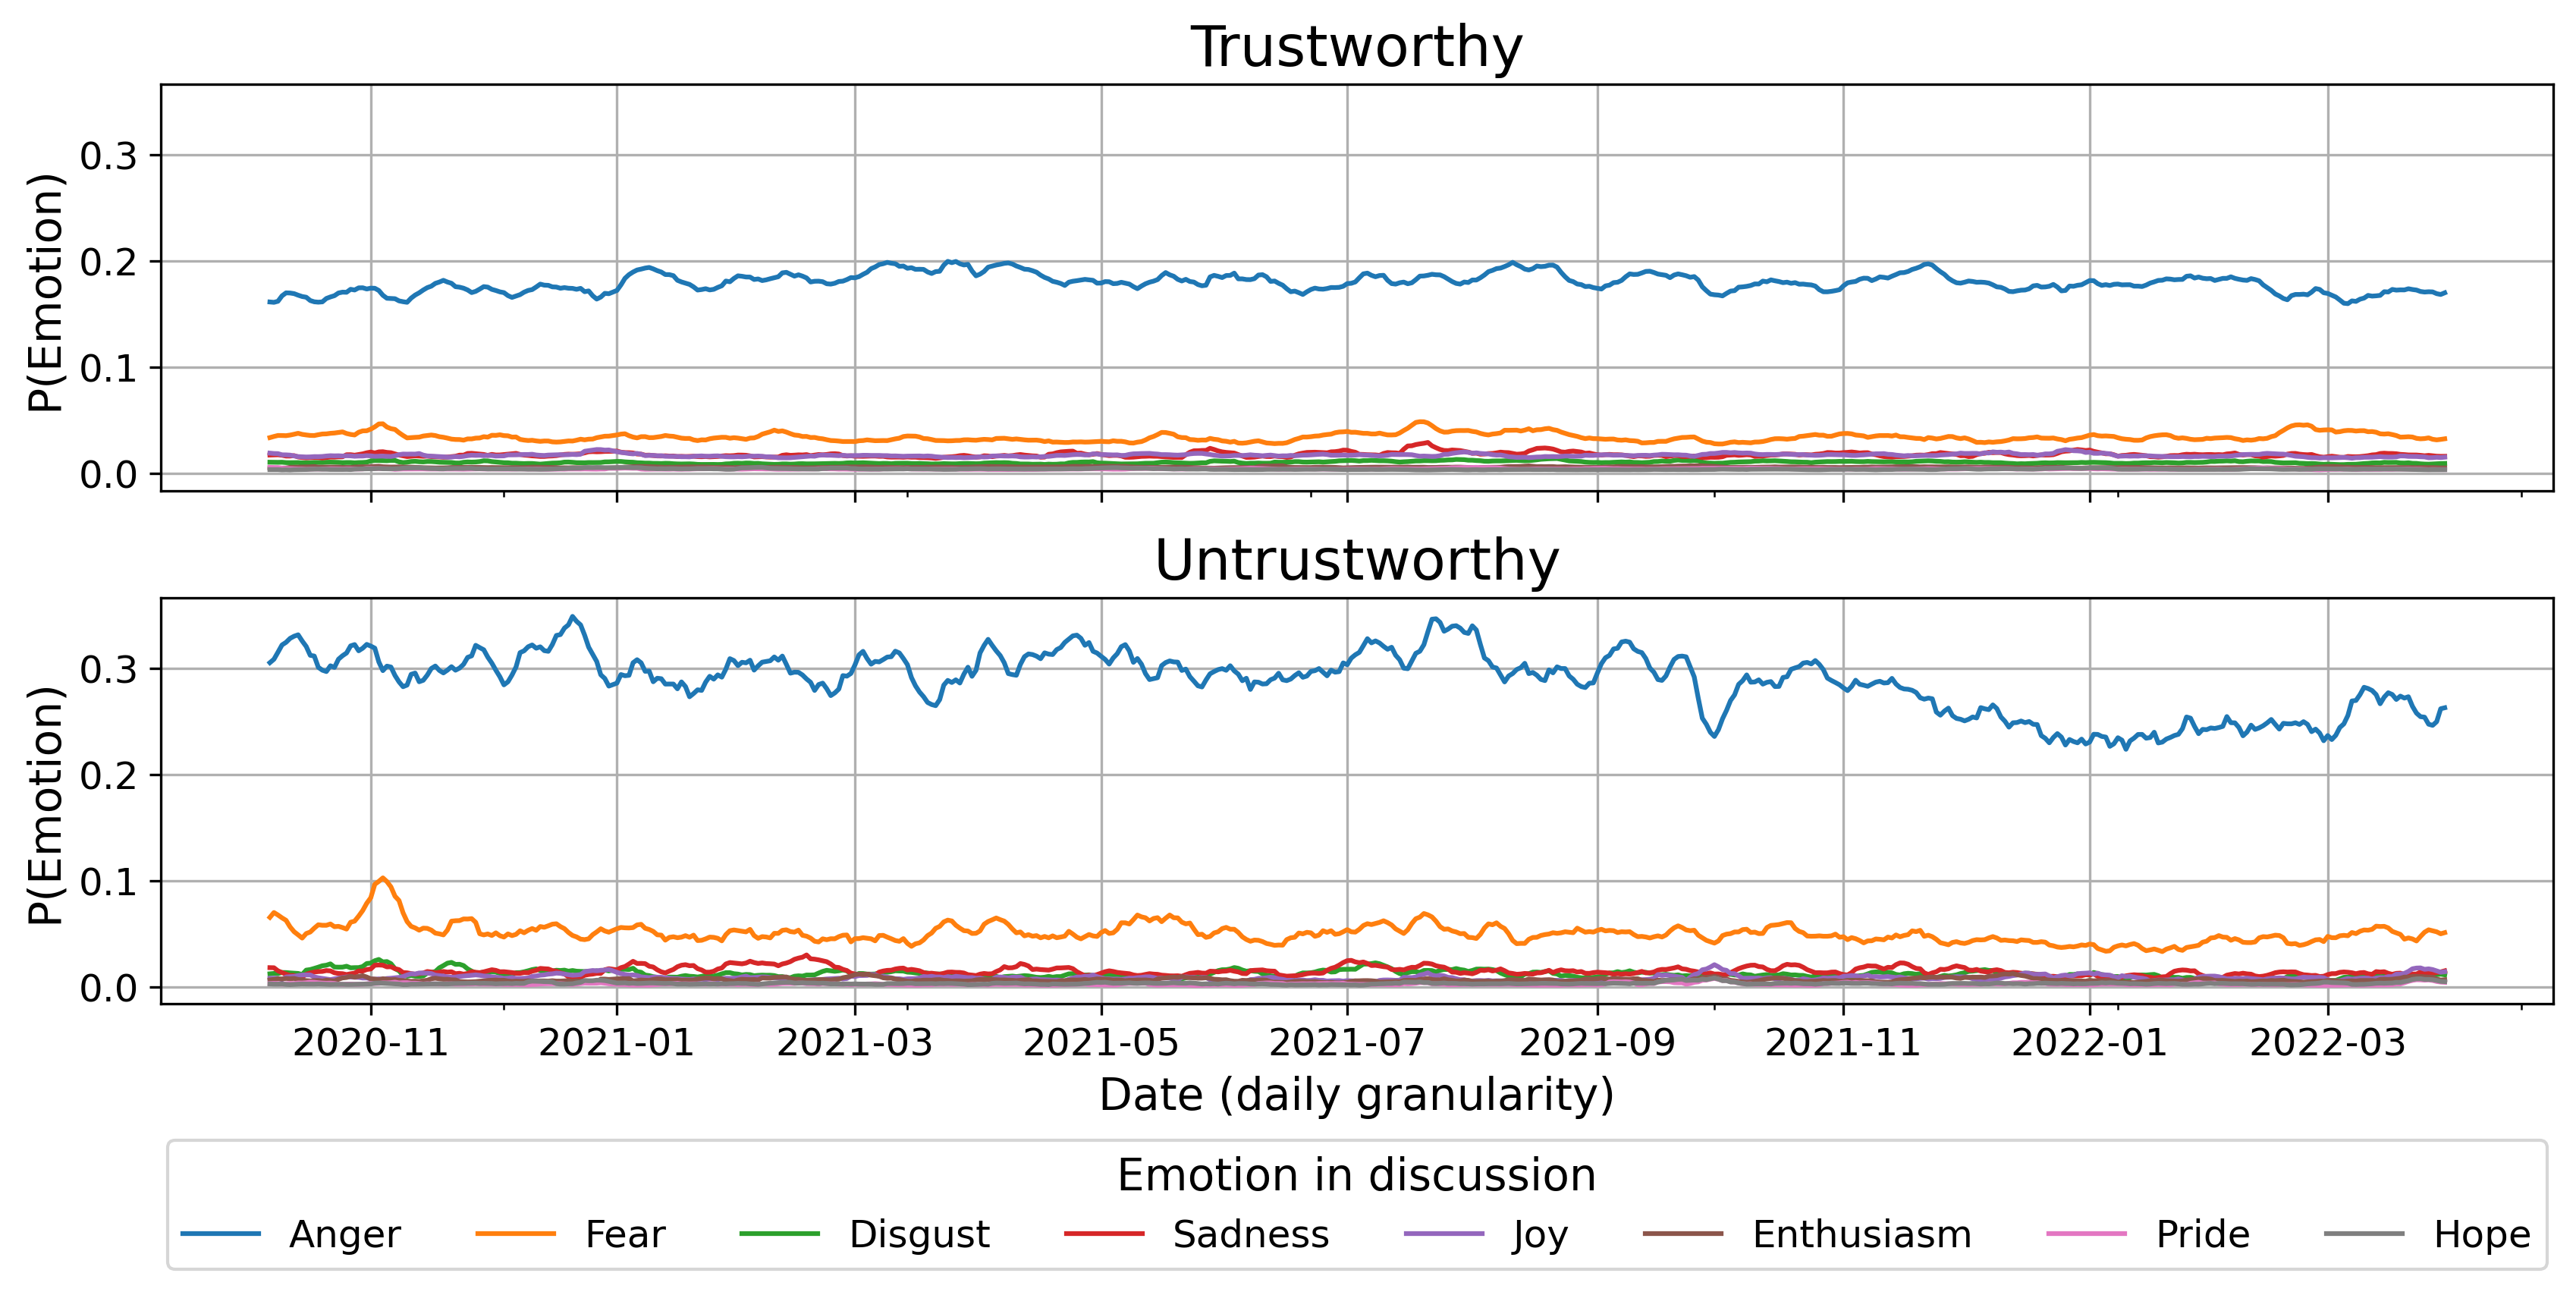 Trustworthy
P(Emotion)
0.3
0.2
0.1
0.0
Untrustworthy
P(Emotion)
0.3
0.2
0.1
0.0
2020-11 2021-01 2021-03 2021-05 2021-07 2021-09 2021-11 2022-01 2022-03
Date (daily granularity)
Emotion in discussion
Anger Fear Disgust Sadness Joy Enthusiasm Pride Hope